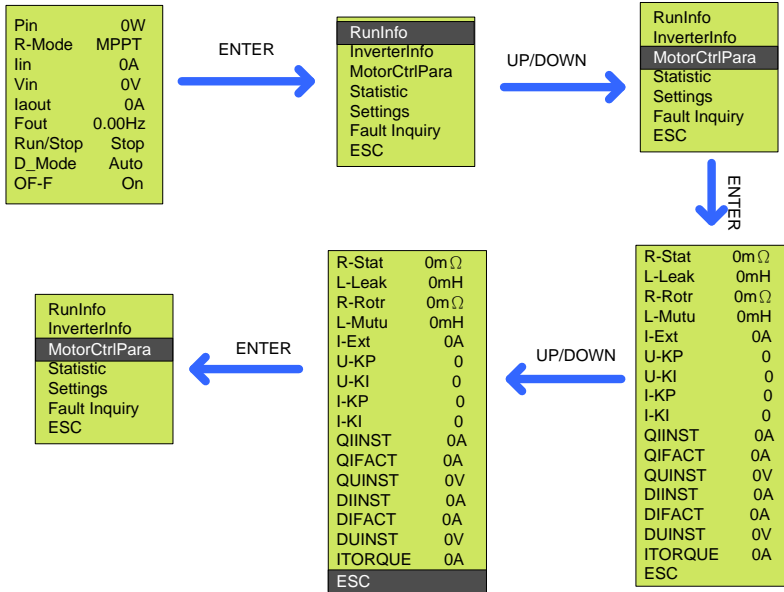 Pin 0W
R-Mode MPPT
Iin 0A
Vin 0V
Iaout 0A
Fout 0.00Hz
Run/Stop Stop
D_Mode Auto
OF-F On
ENTER
RunInfo
InverterInfo
MotorCtrlPara
Statistic
Settings
Fault Inquiry
ESC
UP/DOWN
RunInfo
InverterInfo
MotorCtrlPara
Statistic
Settings
Fault Inquiry
ESC
ENTER
R-Stat 0mΩ
L-Leak 0mH
R-Rotr 0mΩ
L-Mutu 0mH
I-Ext 0A
U-KP 0
U-KI 0
I-KP 0
I-KI 0
QIINST 0A
QIFACT 0A
QUINST 0V
DIINST 0A
DIFACT 0A
DUINST 0V
ITORQUE 0A
ESC
UP/DOWN
R-Stat 0mΩ
L-Leak 0mH
R-Rotr 0mΩ
L-Mutu 0mH
I-Ext 0A
U-KP 0
U-KI 0
I-KP 0
I-KI 0
QIINST 0A
QIFACT 0A
QUINST 0V
DIINST 0A
DIFACT 0A
DUINST 0V
ITORQUE 0A
ESC
ENTER
RunInfo
InverterInfo
MotorCtrlPara
Statistic
Settings
Fault Inquiry
ESC